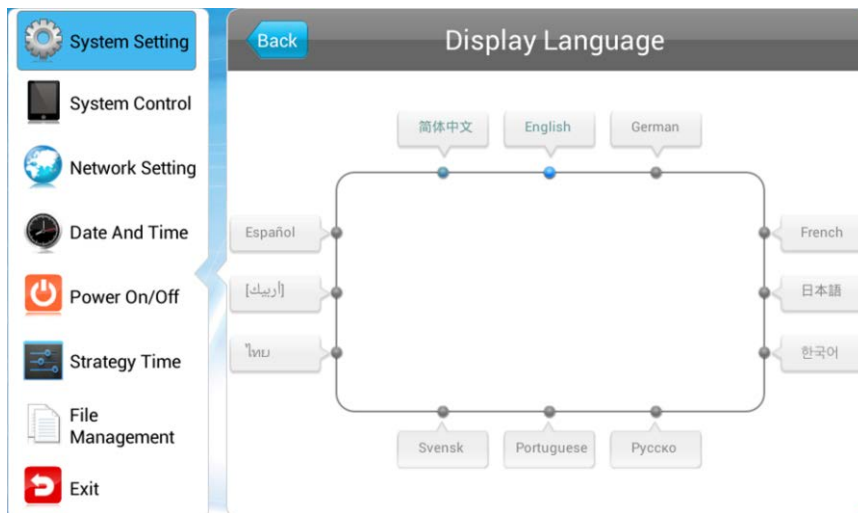 System Setting
System Control
Network Setting
Date And Time
Power On/Off
Strategy Time
File
Management
Exit
Back
Display Language
简体中文
English
German
Español
French
[أربيك]
日本語
ไทย
한국어
Svensk
Portuguese
Русско